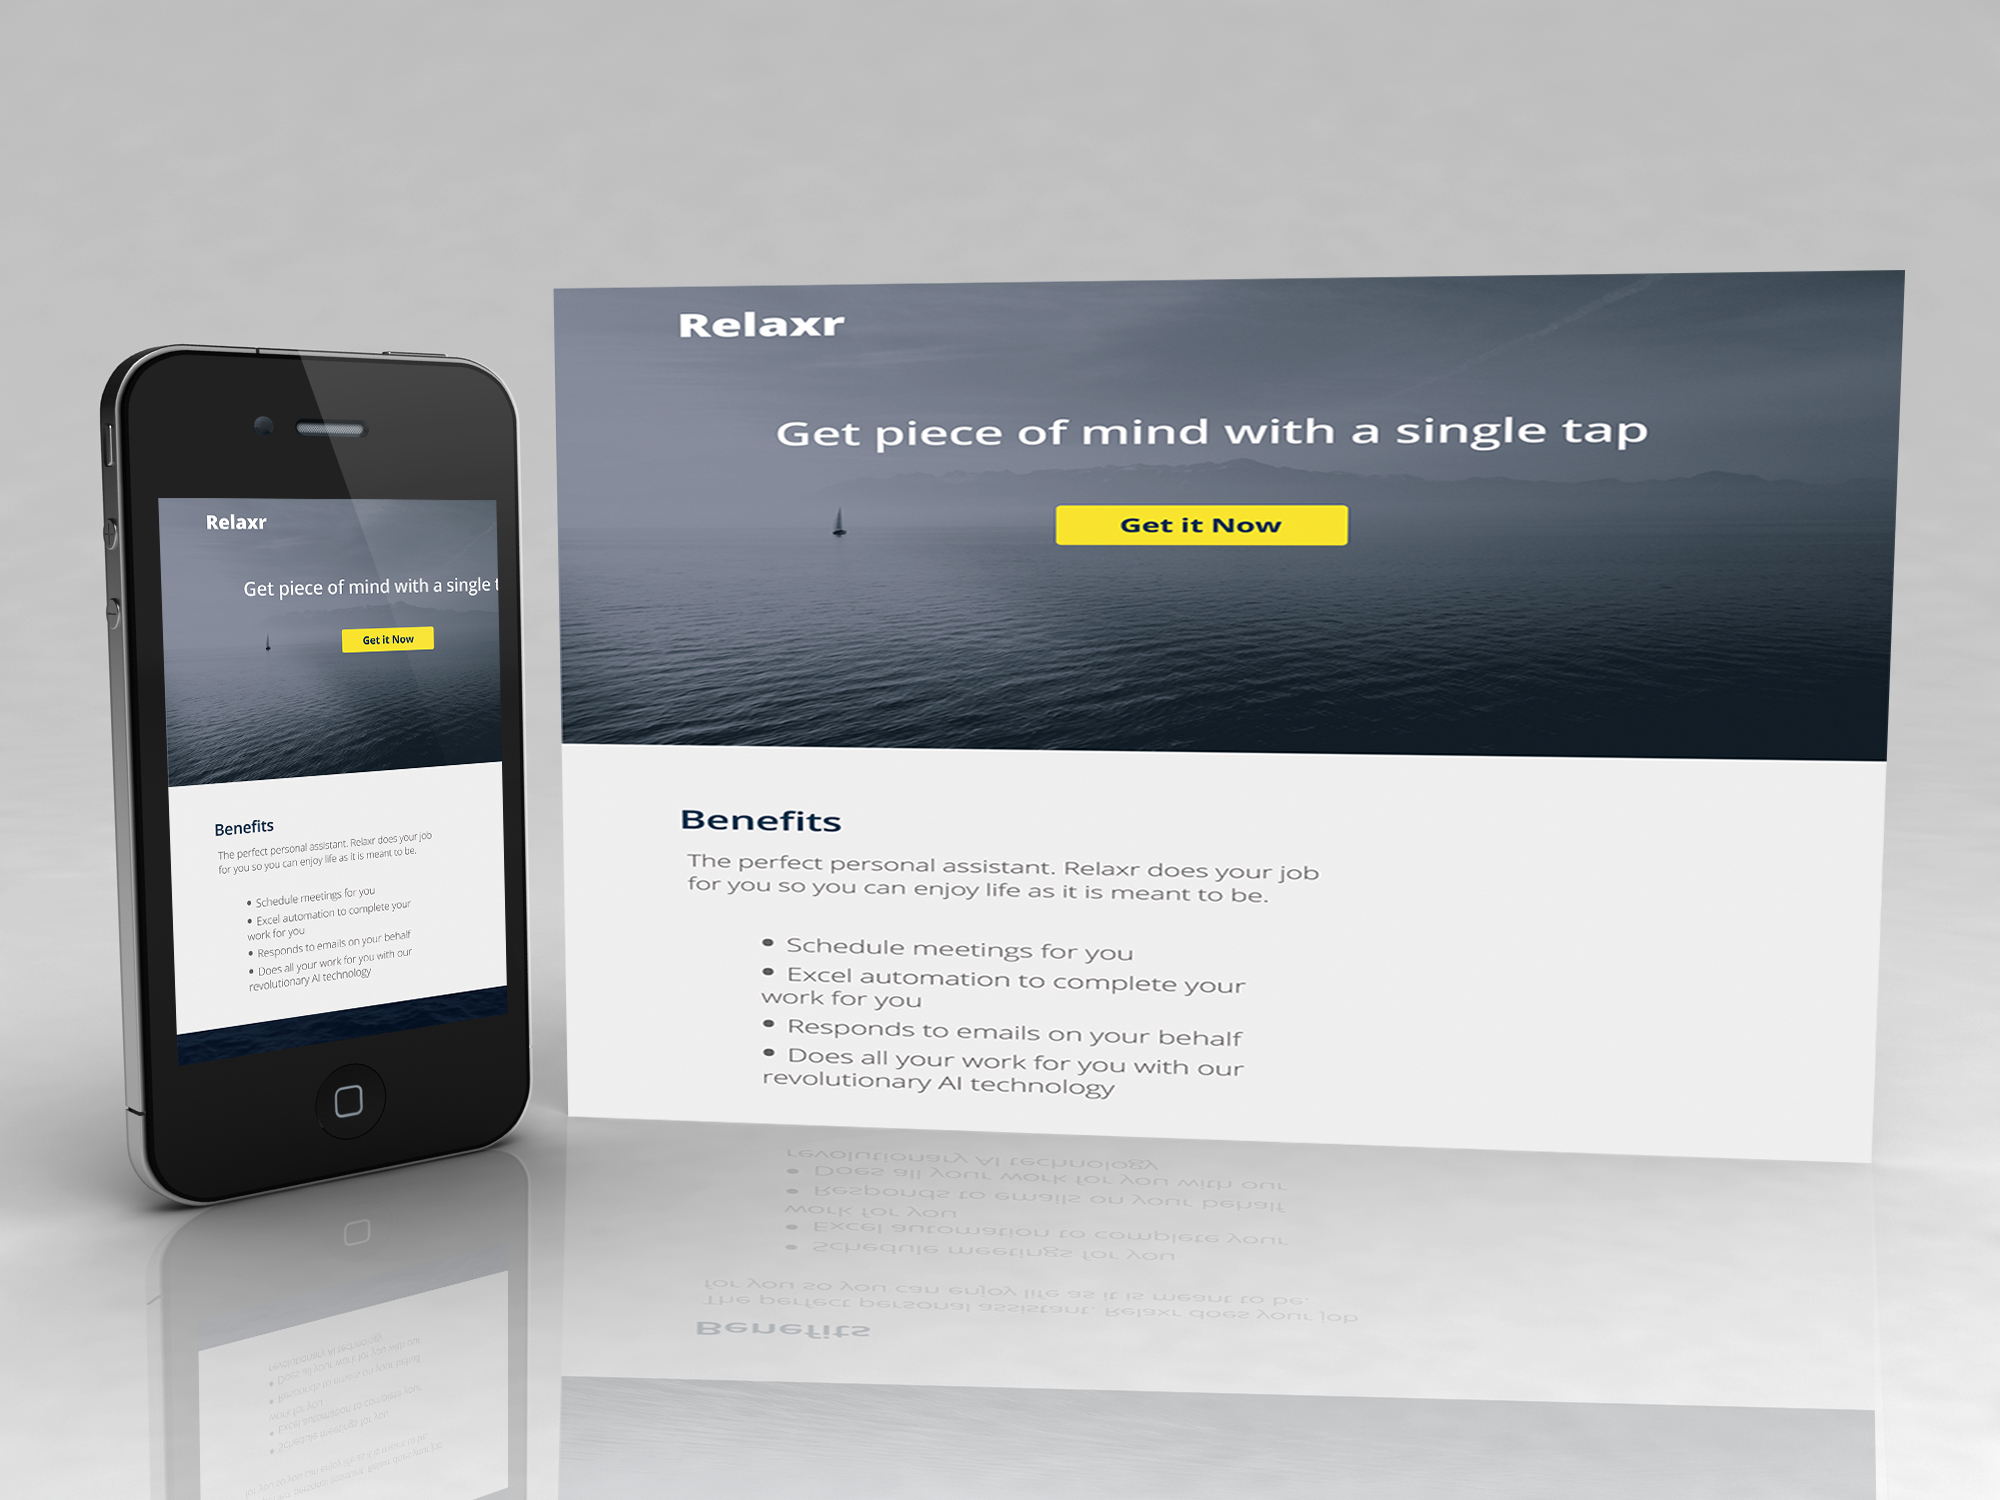 Relaxr
Get piece of mind with a single t
Get it Now
Benefits
The perfect personal assistant. Relaxr does your job
for you so you can enjoy life as it is meant to be.
• Schedule meetings for you
• Excel automation to complete your
work for you
• Responds to emails on your behalf
• Does all your work for you with our
revolutionary AI technology
Relaxr
Get piece of mind with a single tap
Get it Now
Benefits
The perfect personal assistant. Relaxr does your job
for you so you can enjoy life as it is meant to be.
• Schedule meetings for you
• Excel automation to complete your
work for you
• Responds to emails on your behalf
• Does all your work for you with our
revolutionary AI technology